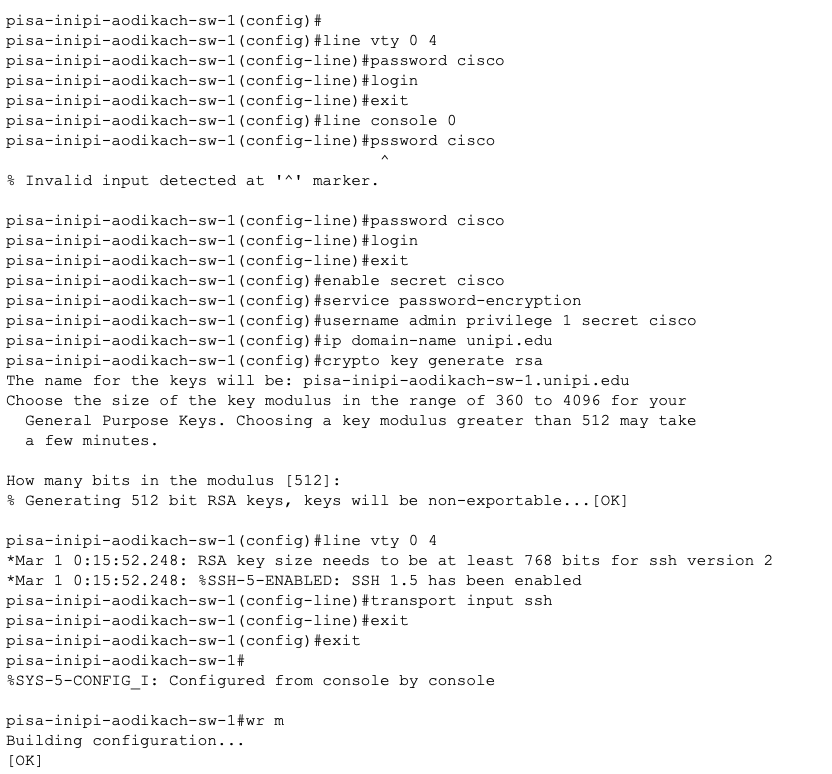 pisa-inipi-aodikach-sw-1(config)#
pisa-inipi-aodikach-sw-1(config)#line vty 0 4
pisa-inipi-aodikach-sw-1(config-line)#password cisco
pisa-inipi-aodikach-sw-1(config-line)#login
pisa-inipi-aodikach-sw-1(config-line)#exit
pisa-inipi-aodikach-sw-1(config)#line console 0
pisa-inipi-aodikach-sw-1(config-line)#pssword cisco
^
% Invalid input detected at '^' marker.
pisa-inipi-aodikach-sw-1(config-line)#password cisco
pisa-inipi-aodikach-sw-1(config-line)#login
pisa-inipi-aodikach-sw-1(config-line)#exit
pisa-inipi-aodikach-sw-1(config)#enable secret cisco
pisa-inipi-aodikach-sw-1(config)#service password-encryption
pisa-inipi-aodikach-sw-1(config)#username admin privilege 1 secret cisco
pisa-inipi-aodikach-sw-1(config)#ip domain-name unipi.edu
pisa-inipi-aodikach-sw-1(config)#crypto key generate rsa
The name for the keys will be: pisa-inipi-aodikach-sw-1.unipi.edu
Choose the size of the key modulus in the range of 360 to 4096 for your
General Purpose Keys. Choosing a key modulus greater than 512 may take
a few minutes.
How many bits in the modulus [512]:
% Generating 512 bit RSA keys, keys will be non-exportable...[OK]
pisa-inipi-aodikach-sw-1(config)#line vty 0 4
*Mar 1 0:15:52.248: RSA key size needs to be at least 768 bits for ssh version 2
*Mar 1 0:15:52.248: %SSH-5-ENABLED: SSH 1.5 has been enabled
pisa-inipi-aodikach-sw-1(config-line)#transport input ssh
pisa-inipi-aodikach-sw-1(config-line)#exit
pisa-inipi-aodikach-sw-1(config)#exit
pisa-inipi-aodikach-sw-1#
%SYS-5-CONFIG_I: Configured from console by console
pisa-inipi-aodikach-sw-1#wr m
Building configuration...
[OK]